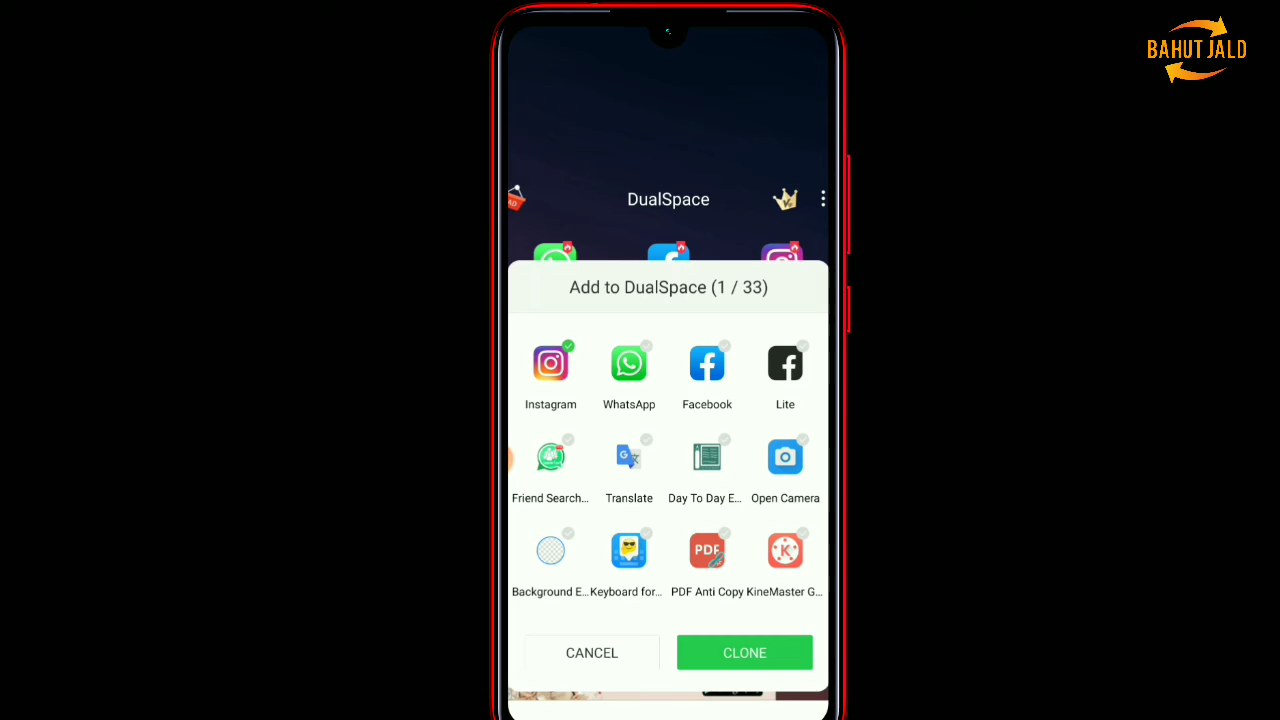 BAHUT JALD
DualSpace
Add to DualSpace (1 / 33)
Instagram
WhatsApp
Facebook
Lite
Friend Search...
Translate
Day To Day E...
Open Camera
Background E...
Keyboard for...
PDF
PDF Anti Copy
KineMaster G...
CANCEL
CLONE